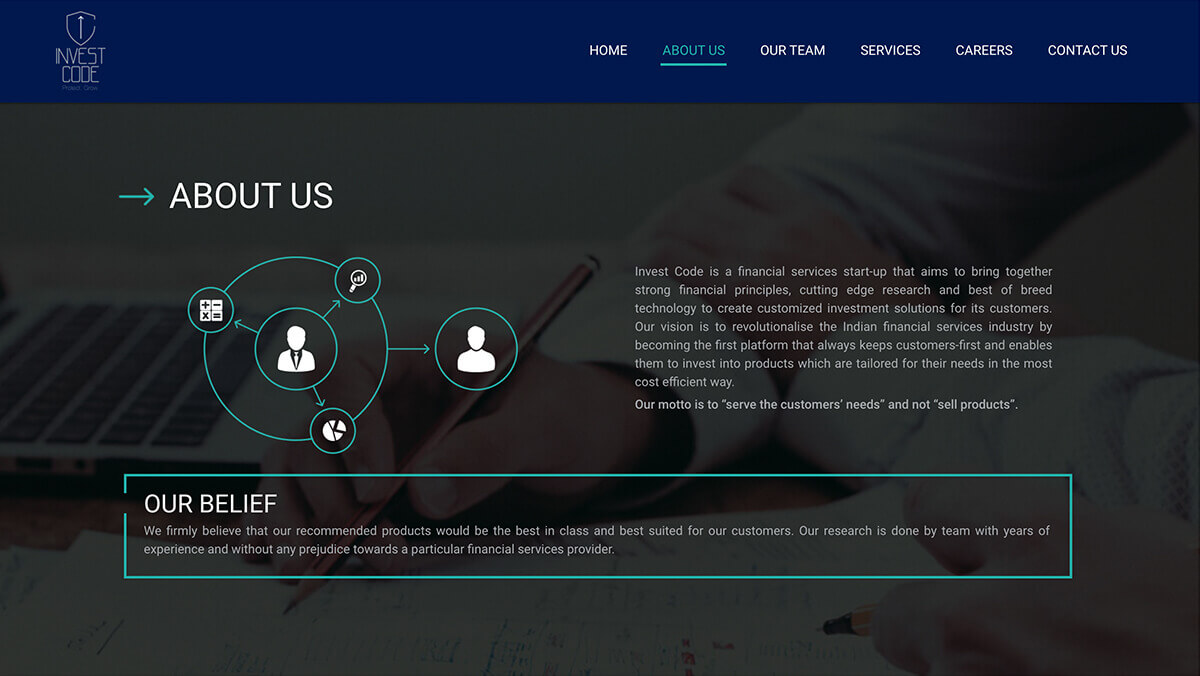 INVEST
CODE
Protect. Grow.
HOME
ABOUT US
OUR TEAM
SERVICES
CAREERS
CONTACT US
ABOUT US
Invest Code is a financial services start-up that aims to bring together
strong financial principles, cutting edge research and best of breed
technology to create customized investment solutions for its customers.
Our vision is to revolutionalise the Indian financial services industry by
becoming the first platform that always keeps customers-first and enables
them to invest into products which are tailored for their needs in the most
cost efficient way.
Our motto is to “serve the customers’ needs” and not “sell products”.
OUR BELIEF
We firmly believe that our recommended products would be the best in class and best suited for our customers. Our research is done by team with years of
experience and without any prejudice towards a particular financial services provider.